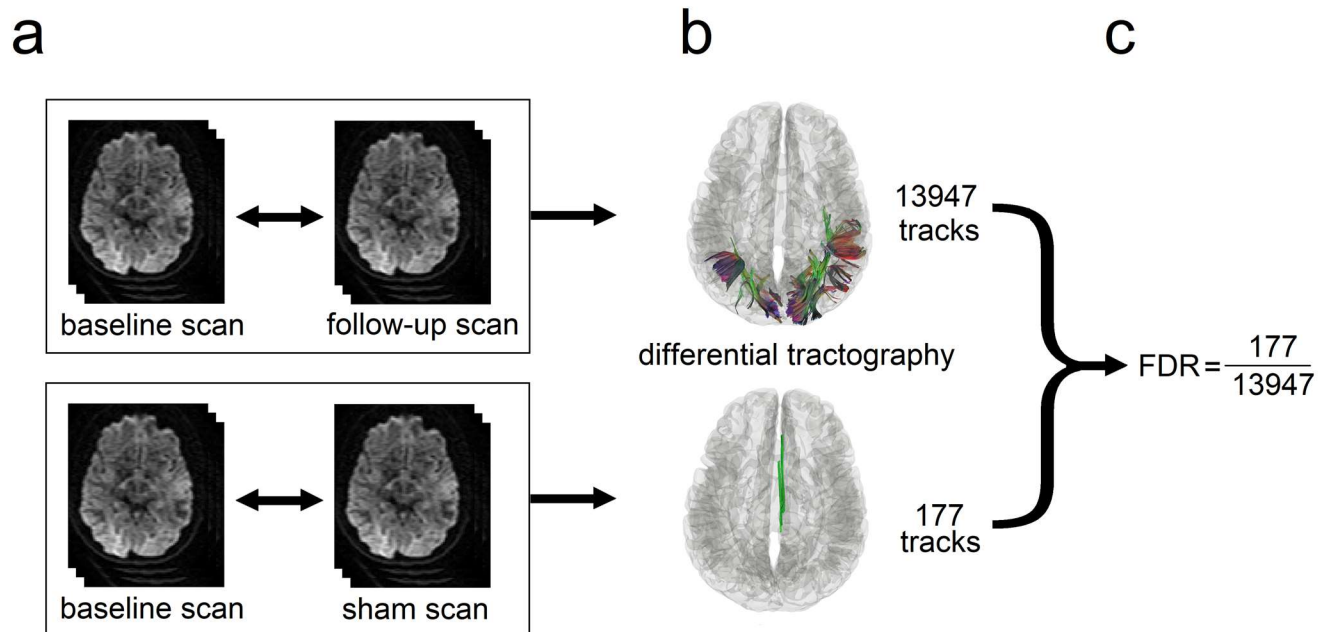 a
b
c
baseline scan
follow-up scan
13947
tracks
differential tractography
FDR = 177
13947
baseline scan
sham scan
177
tracks